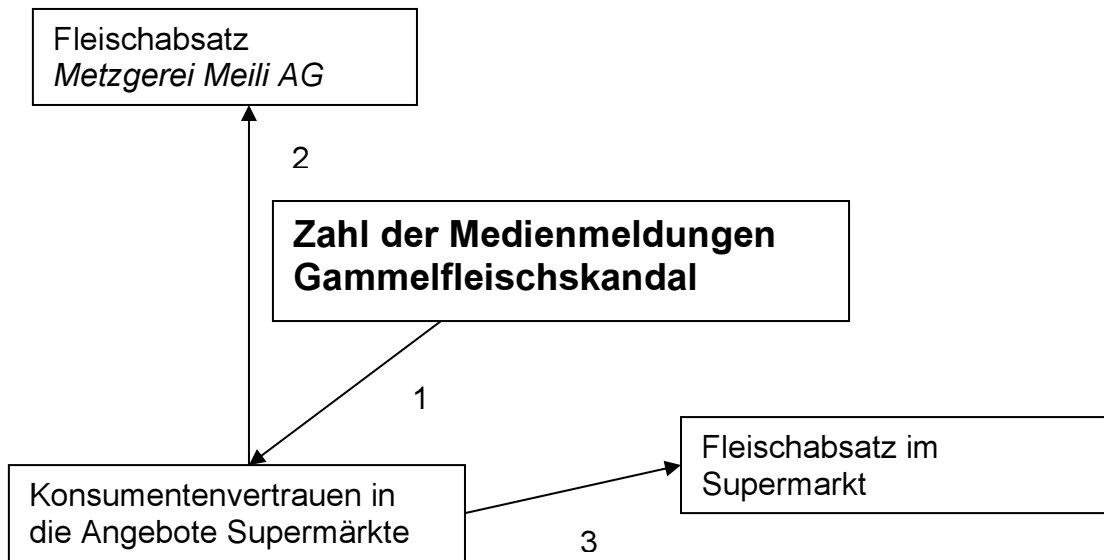 Fleischabsatz
Metzgerei Meili AG
2
Zahl der Medienmeldungen
Gammelfleischskandal
1
Fleischabsatz im
Supermarkt
Konsumentenvertrauen in
die Angebote Supermärkte
3